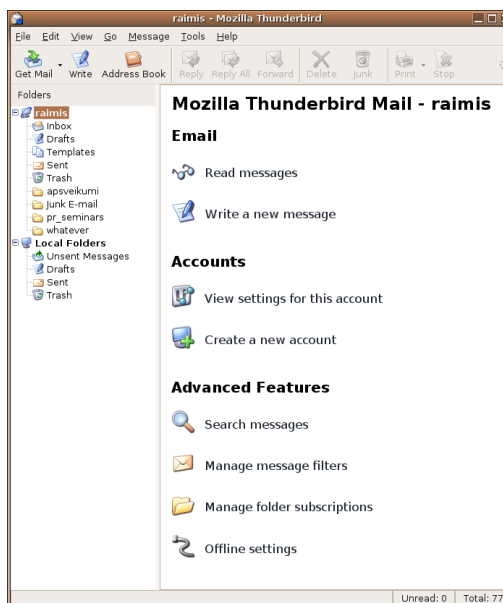 raimis - Mozilla Thunderbird
File Edit View Go Message Tools Help
Get Mail Write Address Book Reply Reply All Forward Delete Junk Print Stop
Folders
raimis
Inbox
Drafts
Templates
Sent
Trash
apsveikumi
Junk E-mail
pr_seminars
whatever
Local Folders
Unsent Messages
Drafts
Sent
Trash
Mozilla Thunderbird Mail - raimis
Email
Read messages
Write a new message
Accounts
View settings for this account
Create a new account
Advanced Features
Search messages
Manage message filters
Manage folder subscriptions
Offline settings
Unread: 0 Total: 77